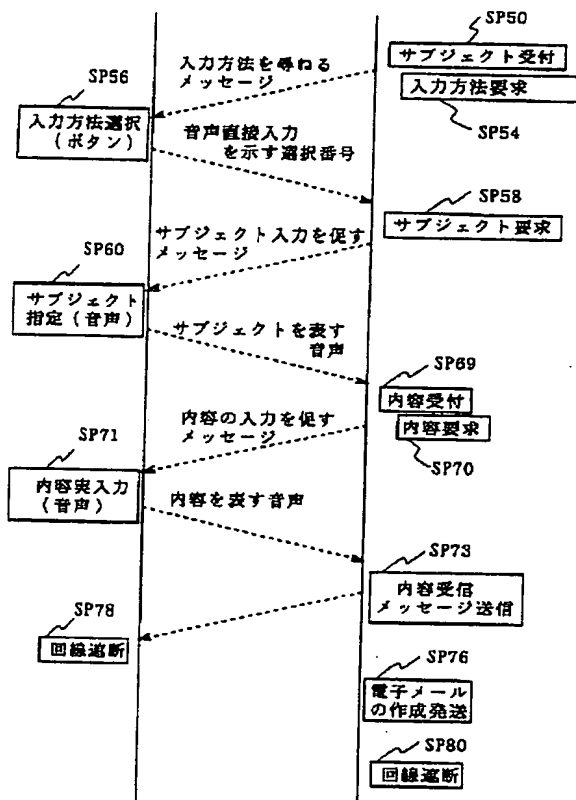 SP50
サブジェクト受付
入力方法要求
SP54
入力方法を尋ねる
メッセージ
SP56
入力方法選択
(ボタン)
音声直接入力
を示す選択番号
SP58
サブジェクト要求
サブジェクト入力を促す
メッセージ
SP60
サブジェクト
指定(音声)
サブジェクトを表す
音声
SP69
内容受付
内容要求
SP70
内容の入力を促す
メッセージ
SP71
内容実入力
(音声)
内容を表す音声
SP73
内容受信
メッセージ送信
SP78
回線遮断
SP76
電子メール
の作成発送
SP80
回線遮断